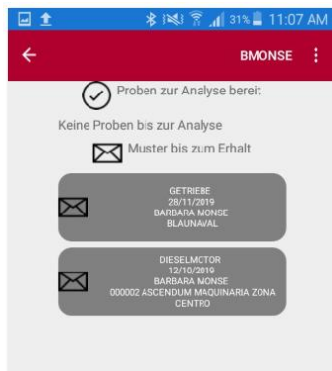 31% 11:07 AM
BMONSE
Proben zur Analyse bereit
Keine Proben bis zur Analyse
Muster bis zum Erhalt
GETRIEBE
28/11/2019
BARBARA MONSE
BLAUNAVAL
DIESELMOTOR
12/10/2019
BARBARA MONSE
000002 ASCENDUM MAQUINARIA ZONA
CENTRO